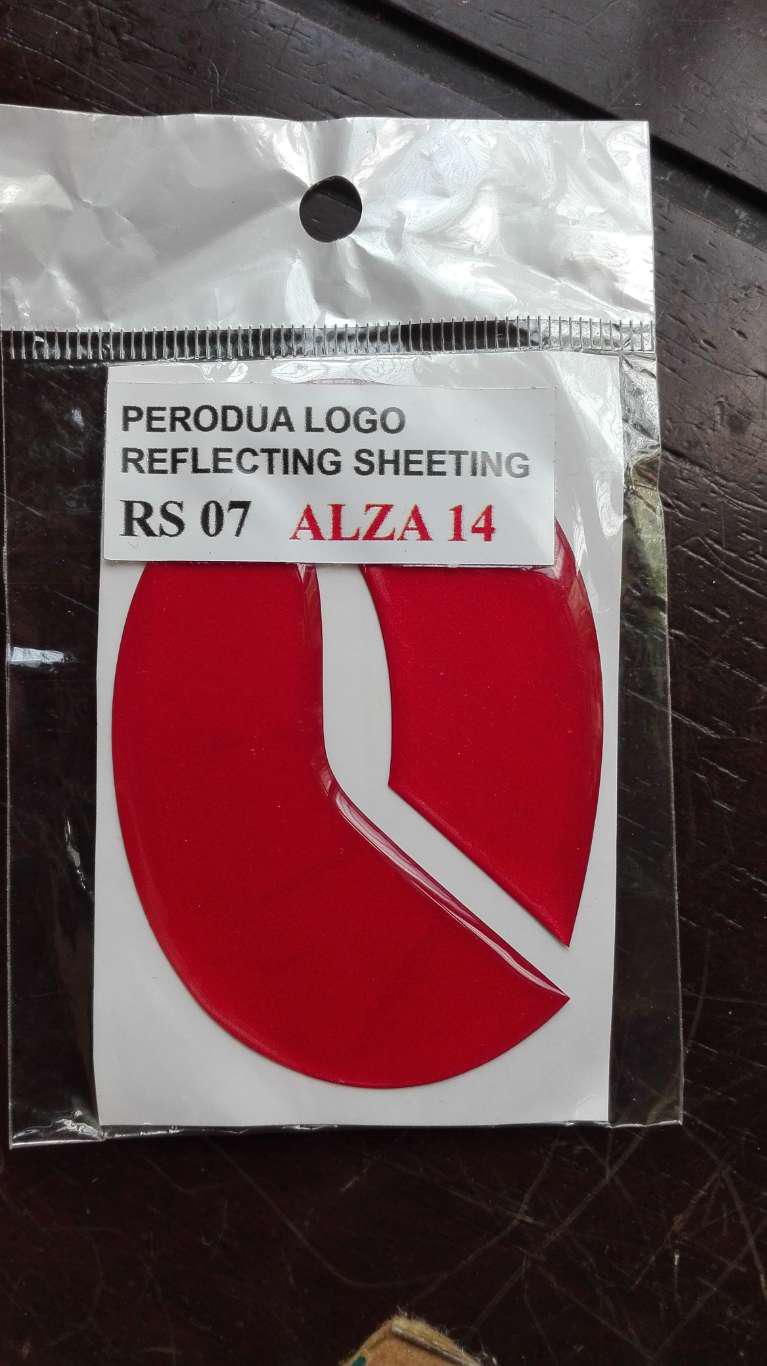 PERODUA LOGO
REFLECTING SHEETING
RS 07 ALZA 14